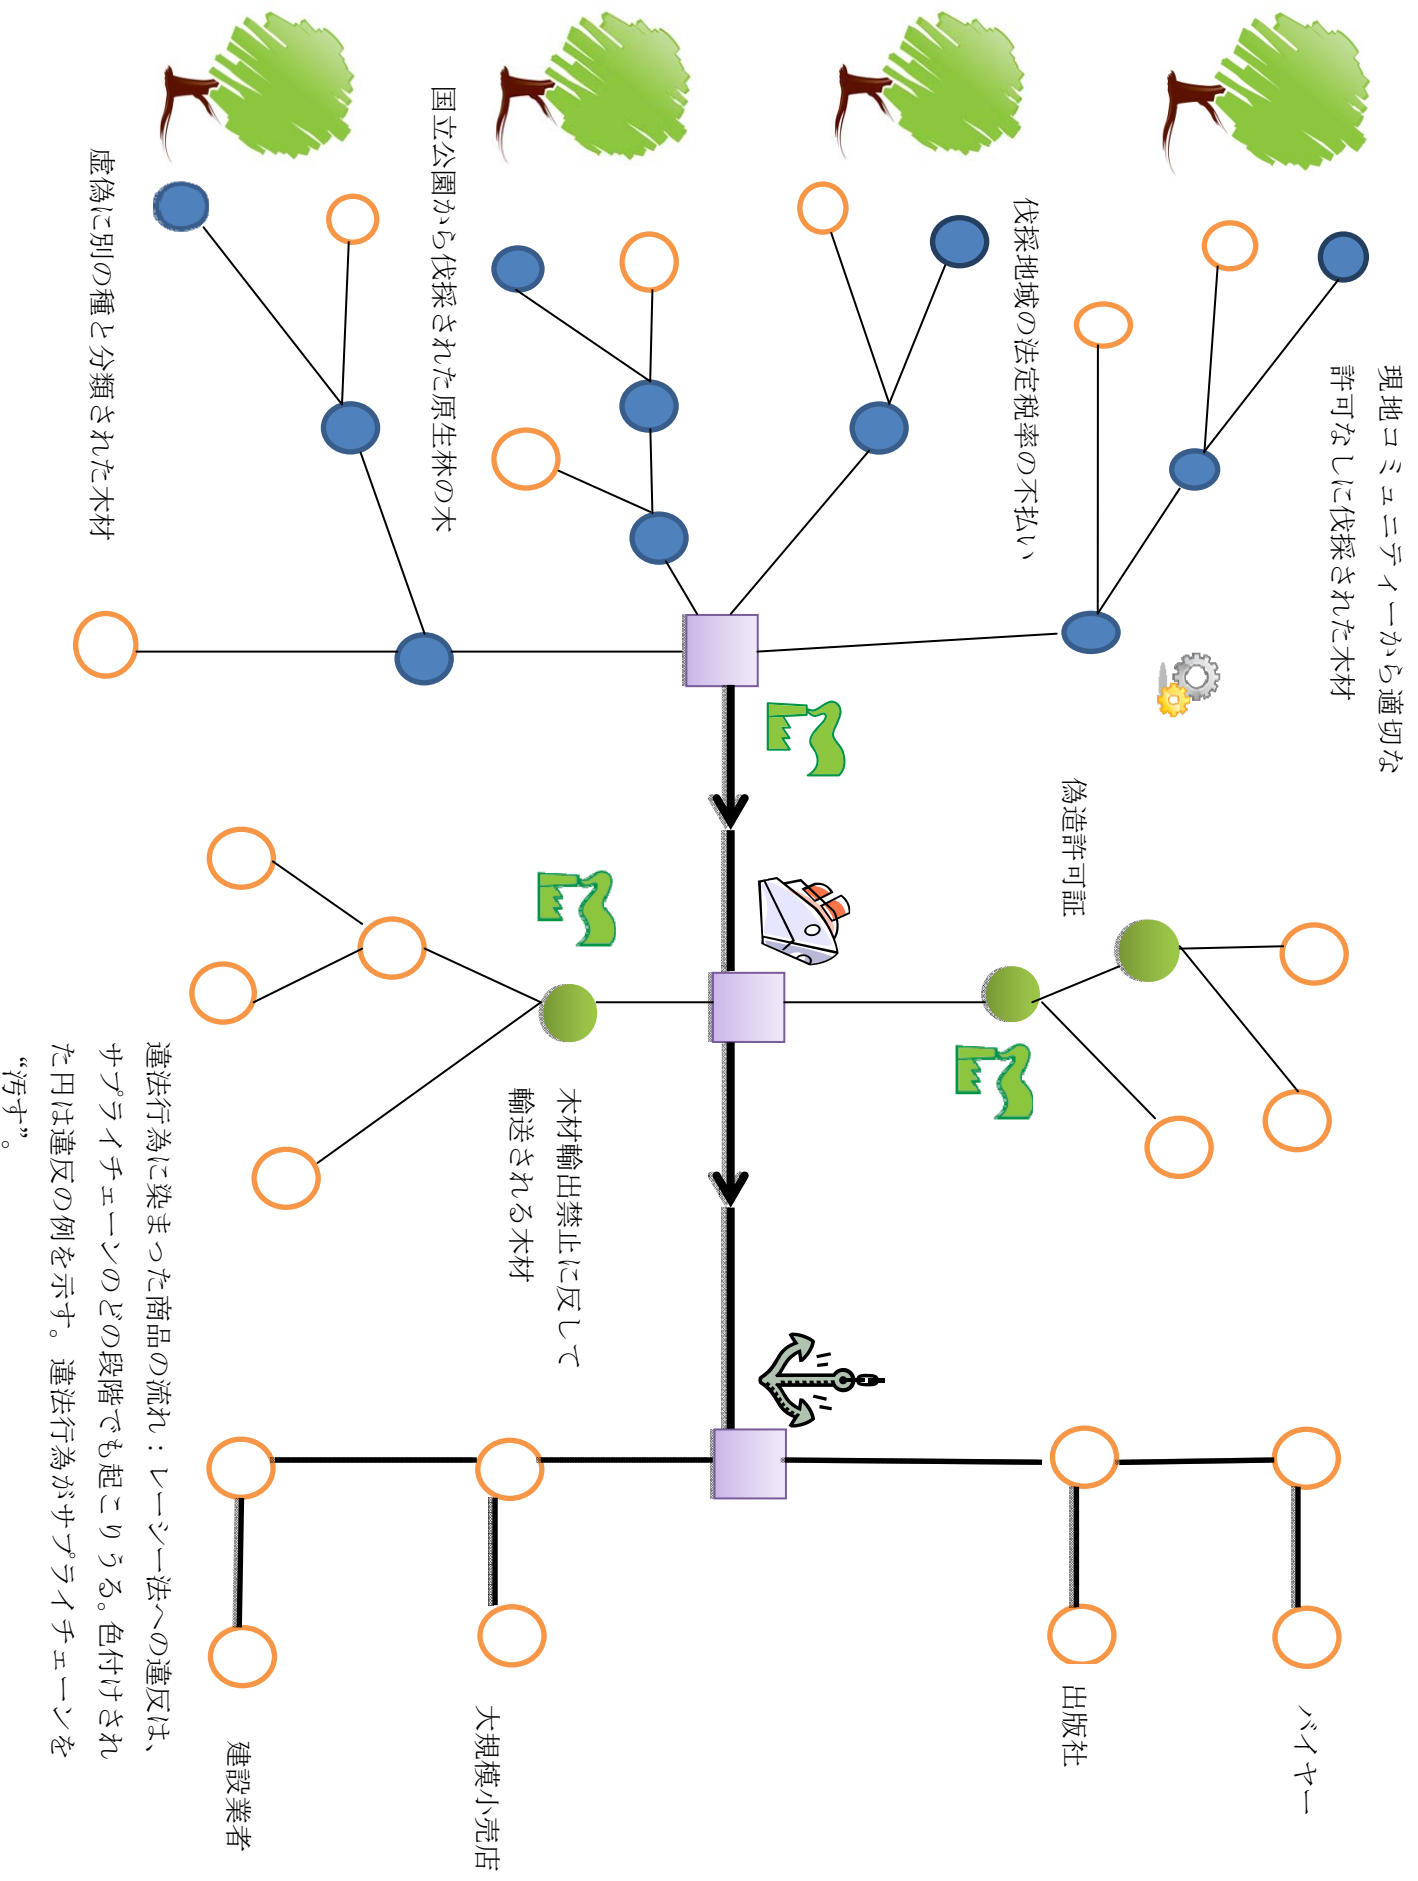 現地コミュニティーから適切な
許可なしに伐採された木材
伐採地域の法定税率の不払い
国立公園から伐採された原生林の木
虚偽に別の種と分類された木材
偽造許可証
木材輸出禁止に反して
輸送される木材
バイヤー
出版社
大規模小売店
建設業者
違法行為に染まった商品の流れ：レーシー法への違反は、
サプライチェーンのどの段階でも起こりうる。色付けされ
た円は違反の例を示す。違法行為がサプライチェーンを
“汚す”。